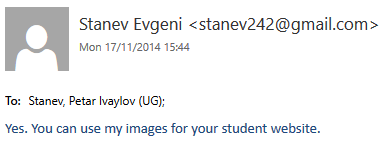 Stanev Evgeni <stanev242@gmail.com>
Mon 17/11/2014 15:44
To: Stanev, Petar Ivaylov (UG);
Yes. You can use my images for your student website.